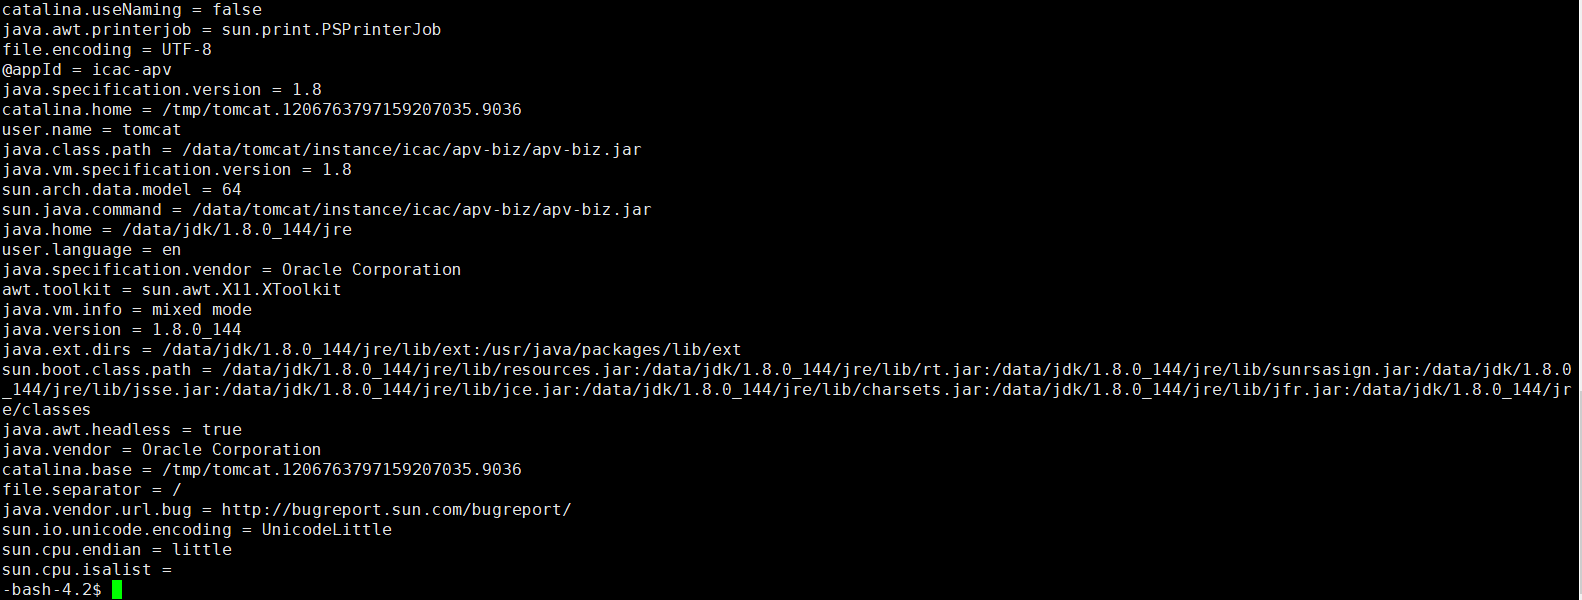 catalina.useNaming = false
java.awt.printerjob = sun.print.PSPrinterJob
file.encoding = UTF-8
@appId = icac-apv
java.specification.version = 1.8
catalina.home = /tmp/tomcat.1206763797159207035.9036
user.name = tomcat
java.class.path = /data/tomcat/instance/icac/apv-biz/apv-biz.jar
java.vm.specification.version = 1.8
sun.arch.data.model = 64
sun.java.command = /data/tomcat/instance/icac/apv-biz/apv-biz.jar
java.home = /data/jdk/1.8.0_144/jre
user.language = en
java.specification.vendor = Oracle Corporation
awt.toolkit = sun.awt.X11.XToolkit
java.vm.info = mixed mode
java.version = 1.8.0_144
java.ext.dirs = /data/jdk/1.8.0_144/jre/lib/ext:/usr/java/packages/lib/ext
sun.boot.class.path = /data/jdk/1.8.0_144/jre/lib/resources.jar:/data/jdk/1.8.0_144/jre/lib/rt.jar:/data/jdk/1.8.0_144/jre/lib/sunrsasign.jar:/data/jdk/1.8.0
_144/jre/lib/jsse.jar:/data/jdk/1.8.0_144/jre/lib/jce.jar:/data/jdk/1.8.0_144/jre/lib/charsets.jar:/data/jdk/1.8.0_144/jre/lib/jfr.jar:/data/jdk/1.8.0_144/jr
e/classes
java.awt.headless = true
java.vendor = Oracle Corporation
catalina.base = /tmp/tomcat.1206763797159207035.9036
file.separator = /
java.vendor.url.bug = http://bugreport.sun.com/bugreport/
sun.io.unicode.encoding = UnicodeLittle
sun.cpu.endian = little
sun.cpu.isalist =
-bash-4.2$